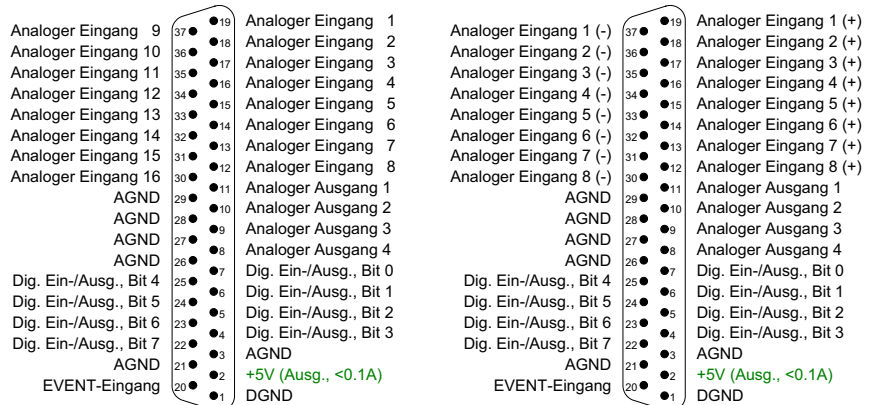 Analoger Eingang 9 37 19 Analoger Eingang 1
Analoger Eingang 10 36 18 Analoger Eingang 2
Analoger Eingang 11 35 17 Analoger Eingang 3
Analoger Eingang 12 34 16 Analoger Eingang 4
Analoger Eingang 13 33 15 Analoger Eingang 5
Analoger Eingang 14 32 14 Analoger Eingang 6
Analoger Eingang 15 31 13 Analoger Eingang 7
Analoger Eingang 16 30 12 Analoger Eingang 8
AGND 29 11 Analoger Ausgang 1
AGND 28 10 Analoger Ausgang 2
AGND 27 9 Analoger Ausgang 3
AGND 26 8 Analoger Ausgang 4
Dig. Ein-/Ausg., Bit 4 25 7 Dig. Ein-/Ausg., Bit 0
Dig. Ein-/Ausg., Bit 5 24 6 Dig. Ein-/Ausg., Bit 1
Dig. Ein-/Ausg., Bit 6 23 5 Dig. Ein-/Ausg., Bit 2
Dig. Ein-/Ausg., Bit 7 22 4 Dig. Ein-/Ausg., Bit 3
AGND 21 3 AGND
EVENT-Eingang 20 2 +5V (Ausg., <0.1A)
1 DGND
Analoger Eingang 1 (-) 37 19 Analoger Eingang 1 (+)
Analoger Eingang 2 (-) 36 18 Analoger Eingang 2 (+)
Analoger Eingang 3 (-) 35 17 Analoger Eingang 3 (+)
Analoger Eingang 4 (-) 34 16 Analoger Eingang 4 (+)
Analoger Eingang 5 (-) 33 15 Analoger Eingang 5 (+)
Analoger Eingang 6 (-) 32 14 Analoger Eingang 6 (+)
Analoger Eingang 7 (-) 31 13 Analoger Eingang 7 (+)
Analoger Eingang 8 (-) 30 12 Analoger Eingang 8 (+)
AGND 29 11 Analoger Ausgang 1
AGND 28 10 Analoger Ausgang 2
AGND 27 9 Analoger Ausgang 3
AGND 26 8 Analoger Ausgang 4
Dig. Ein-/Ausg., Bit 4 25 7 Dig. Ein-/Ausg., Bit 0
Dig. Ein-/Ausg., Bit 5 24 6 Dig. Ein-/Ausg., Bit 1
Dig. Ein-/Ausg., Bit 6 23 5 Dig. Ein-/Ausg., Bit 2
Dig. Ein-/Ausg., Bit 7 22 4 Dig. Ein-/Ausg., Bit 3
AGND 21 3 AGND
EVENT-Eingang 20 2 +5V (Ausg., <0.1A)
1 DGND